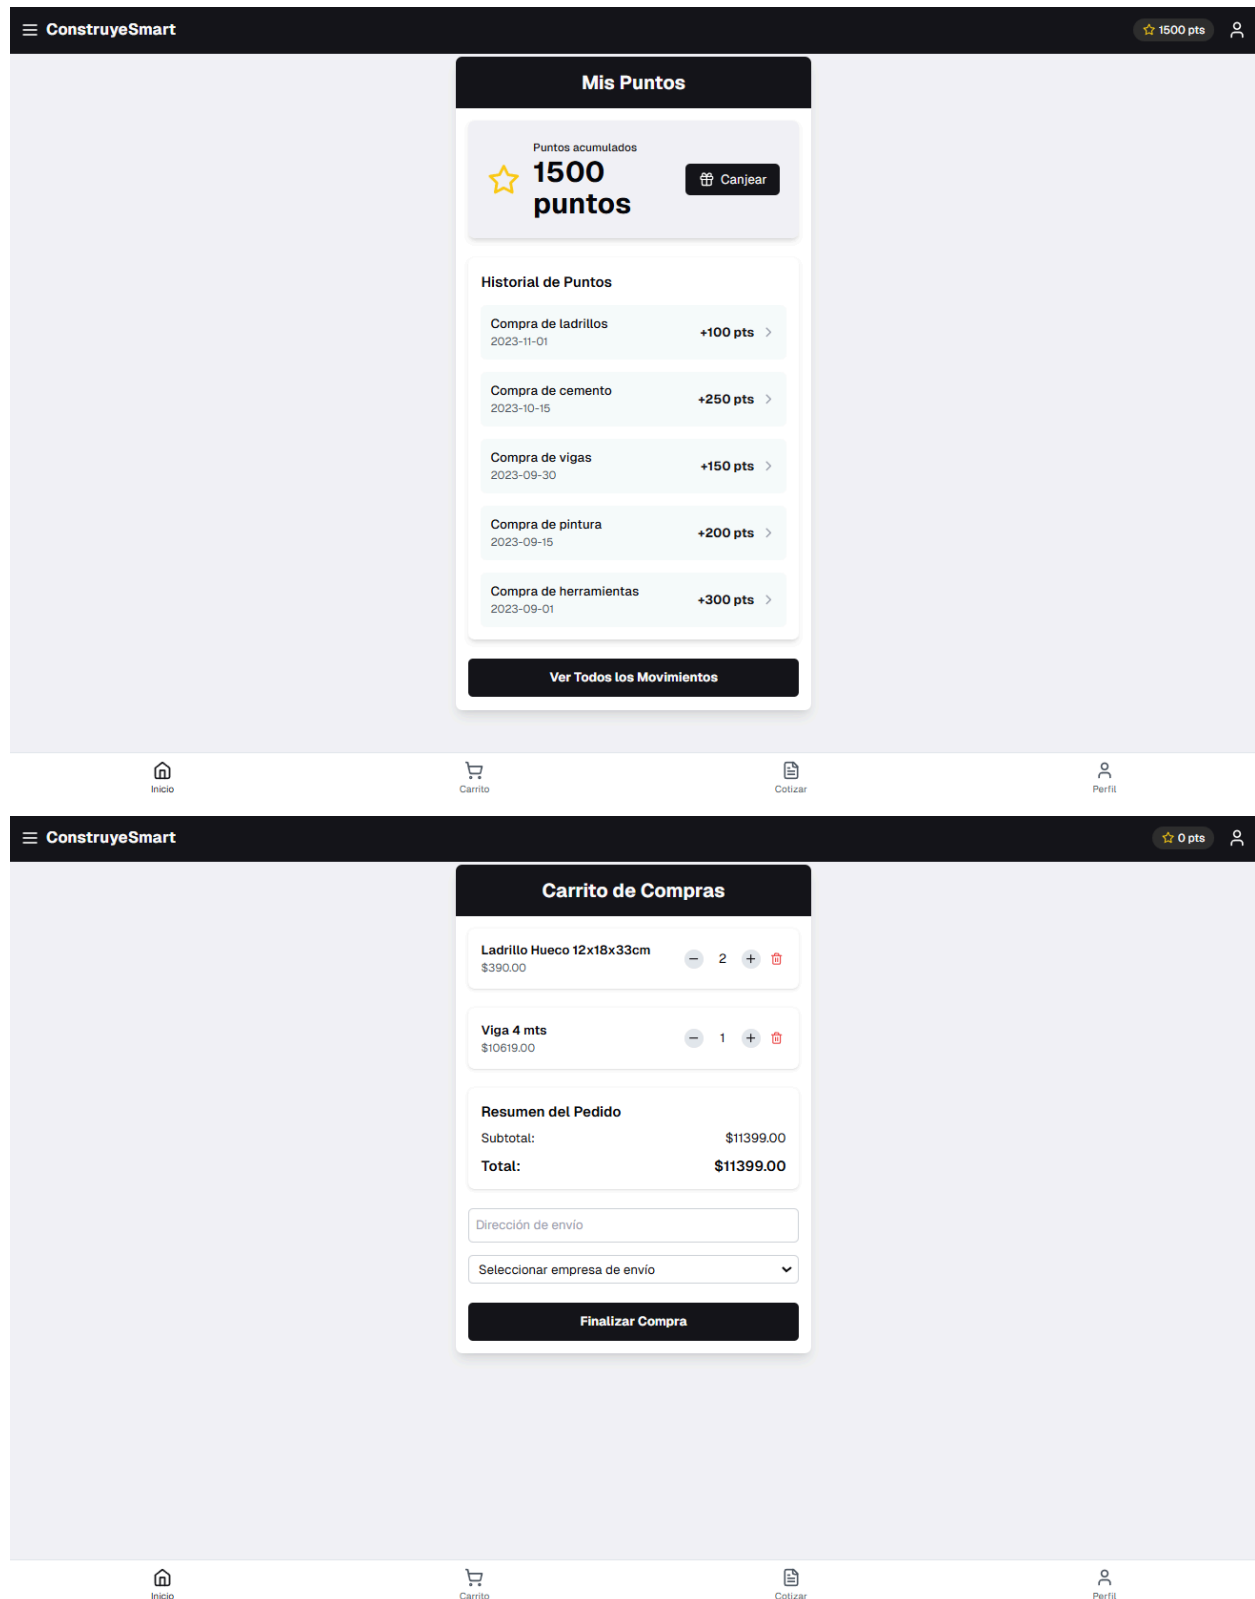 ConstruyeSmart
1500 pts
Mis Puntos
Puntos acumulados
1500
puntos
Canjear
Historial de Puntos
Compra de ladrillos
2023-11-01
+100 pts
Compra de cemento
2023-10-15
+250 pts
Compra de vigas
2023-09-30
+150 pts
Compra de pintura
2023-09-15
+200 pts
Compra de herramientas
2023-09-01
+300 pts
Ver Todos los Movimientos
Inicio
Carrito
Cotizar
Perfil
ConstruyeSmart
0 pts
Carrito de Compras
Ladrillo Hueco 12x18x33cm
$390.00
2
Viga 4 mts
$10619.00
1
Resumen del Pedido
Subtotal: $11399.00
Total: $11399.00
Dirección de envío
Seleccionar empresa de envío
Finalizar Compra
Inicio
Carrito
Cotizar
Perfil